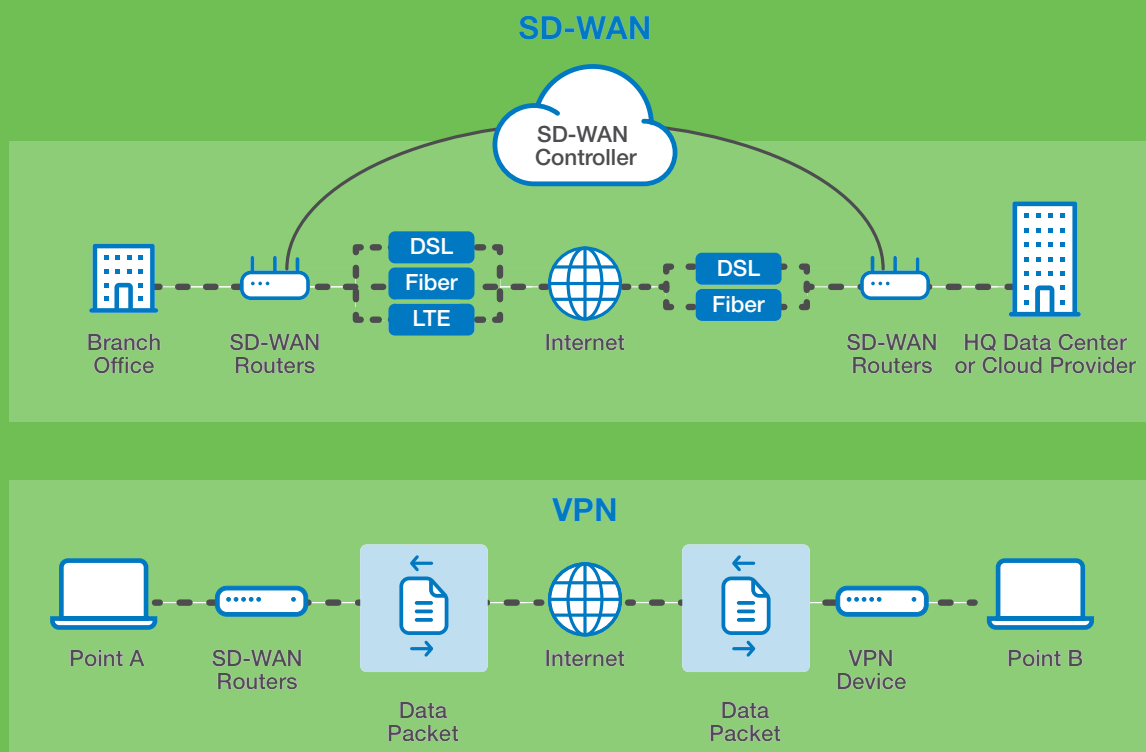 SD-WAN
SD-WAN
Controller
DSL
Fiber
LTE
DSL
Fiber
Branch
Office
SD-WAN
Routers
Internet
SD-WAN
Routers
HQ Data Center
or Cloud Provider
VPN
Point A
SD-WAN
Routers
Data
Packet
Internet
Data
Packet
VPN
Device
Point B